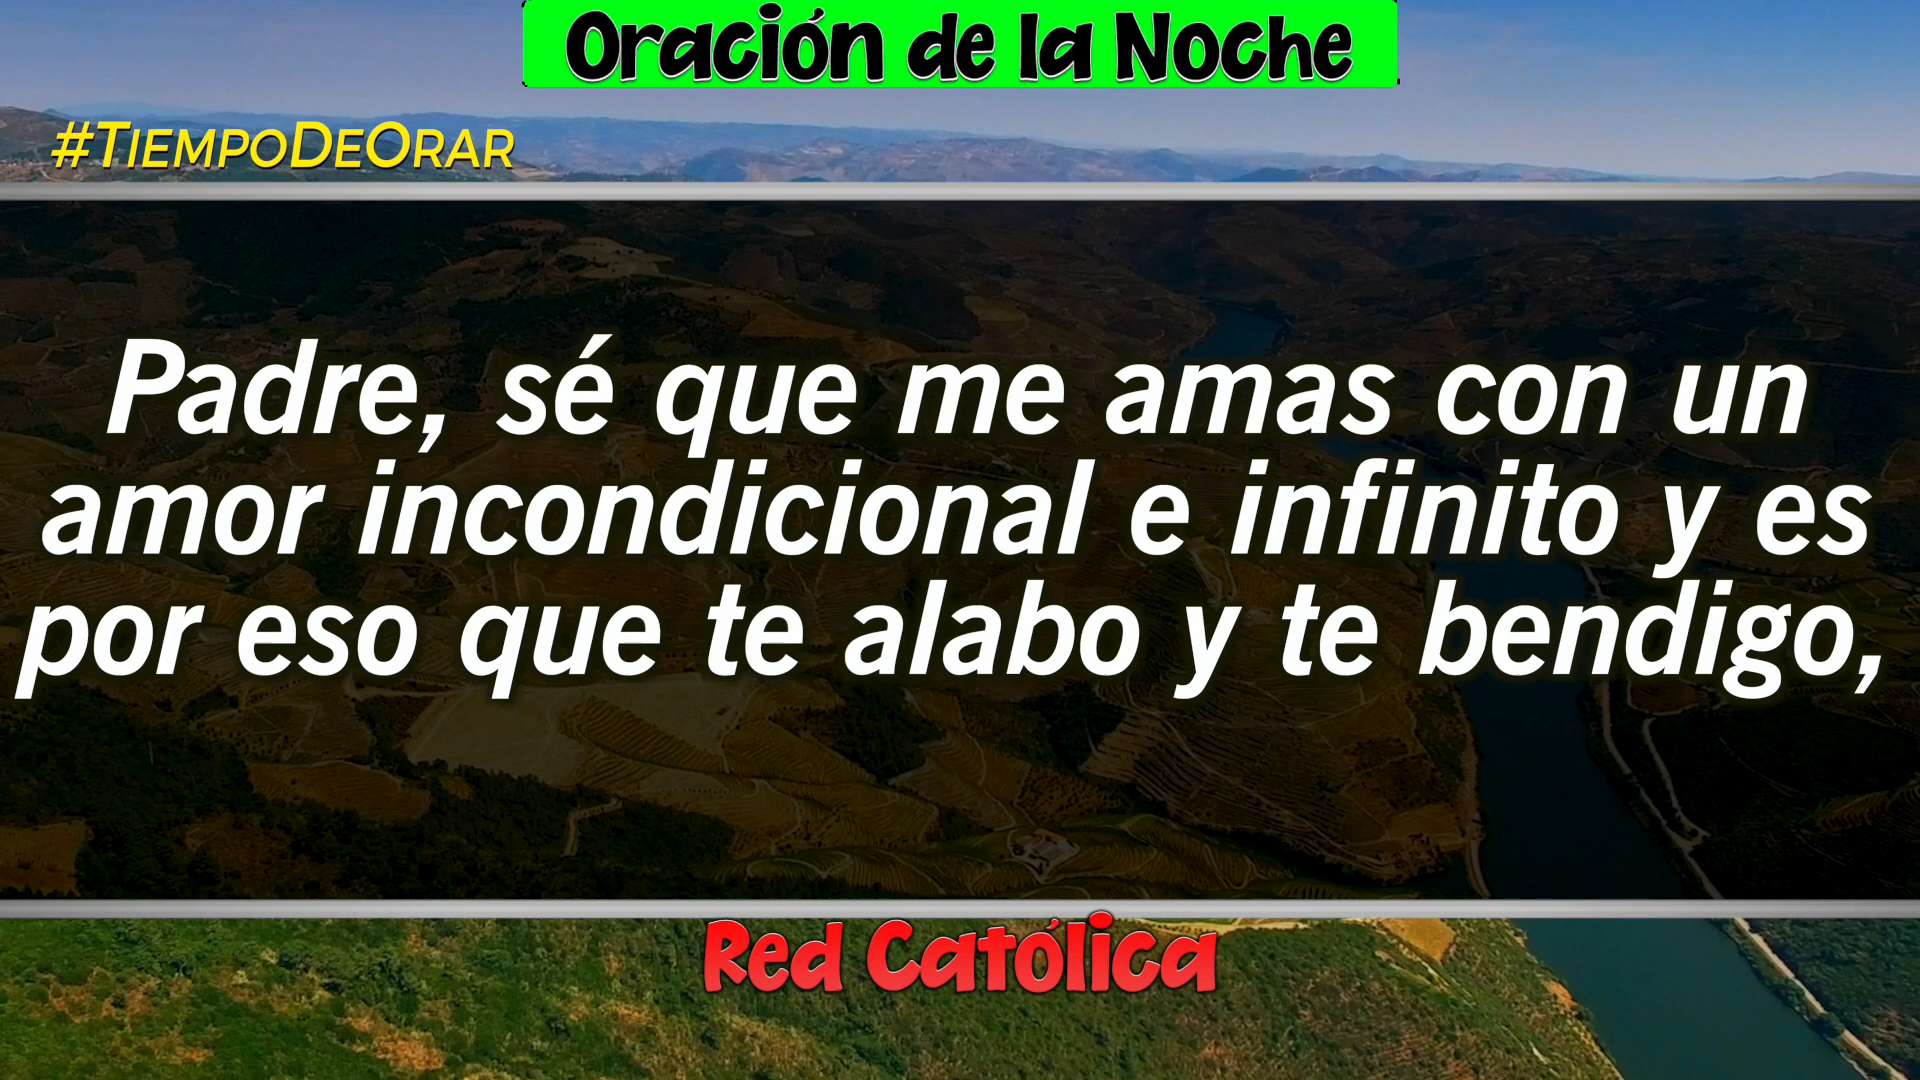 Oración de la Noche
#TIEMPODEORAR
Padre, sé que me amas con un
amor incondicional e infinito y es
por eso que te alabo y te bendigo,
Red Católica